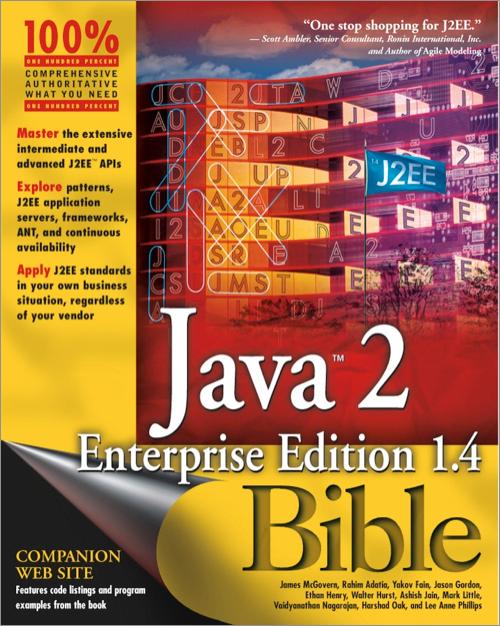 100%
ONE HUNDRED PERCENT
COMPREHENSIVE
AUTHORITATIVE
WHAT YOU NEED
ONE HUNDRED PERCENT
“One stop shopping for J2EE.”
— Scott Ambler, Senior Consultant, Ronin International, Inc.
and Author of Agile Modeling
Master the extensive
intermediate and
advanced J2EE™ APIs
Explore patterns,
J2EE application
servers, frameworks,
ANT, and continuous
availability
Apply J2EE standards
in your own business
situation, regardless
of your vendor
1.4
J2EE
Java™ 2
Enterprise Edition 1.4
Bible
COMPANION
WEB SITE
Features code listings and program
examples from the book
James McGovern, Rahim Adatia, Yakov Fain, Jason Gordon,
Ethan Henry, Walter Hurst, Ashish Jain, Mark Little,
Vaidyanathan Nagarajan, Harshad Oak, and Lee Anne Phillips